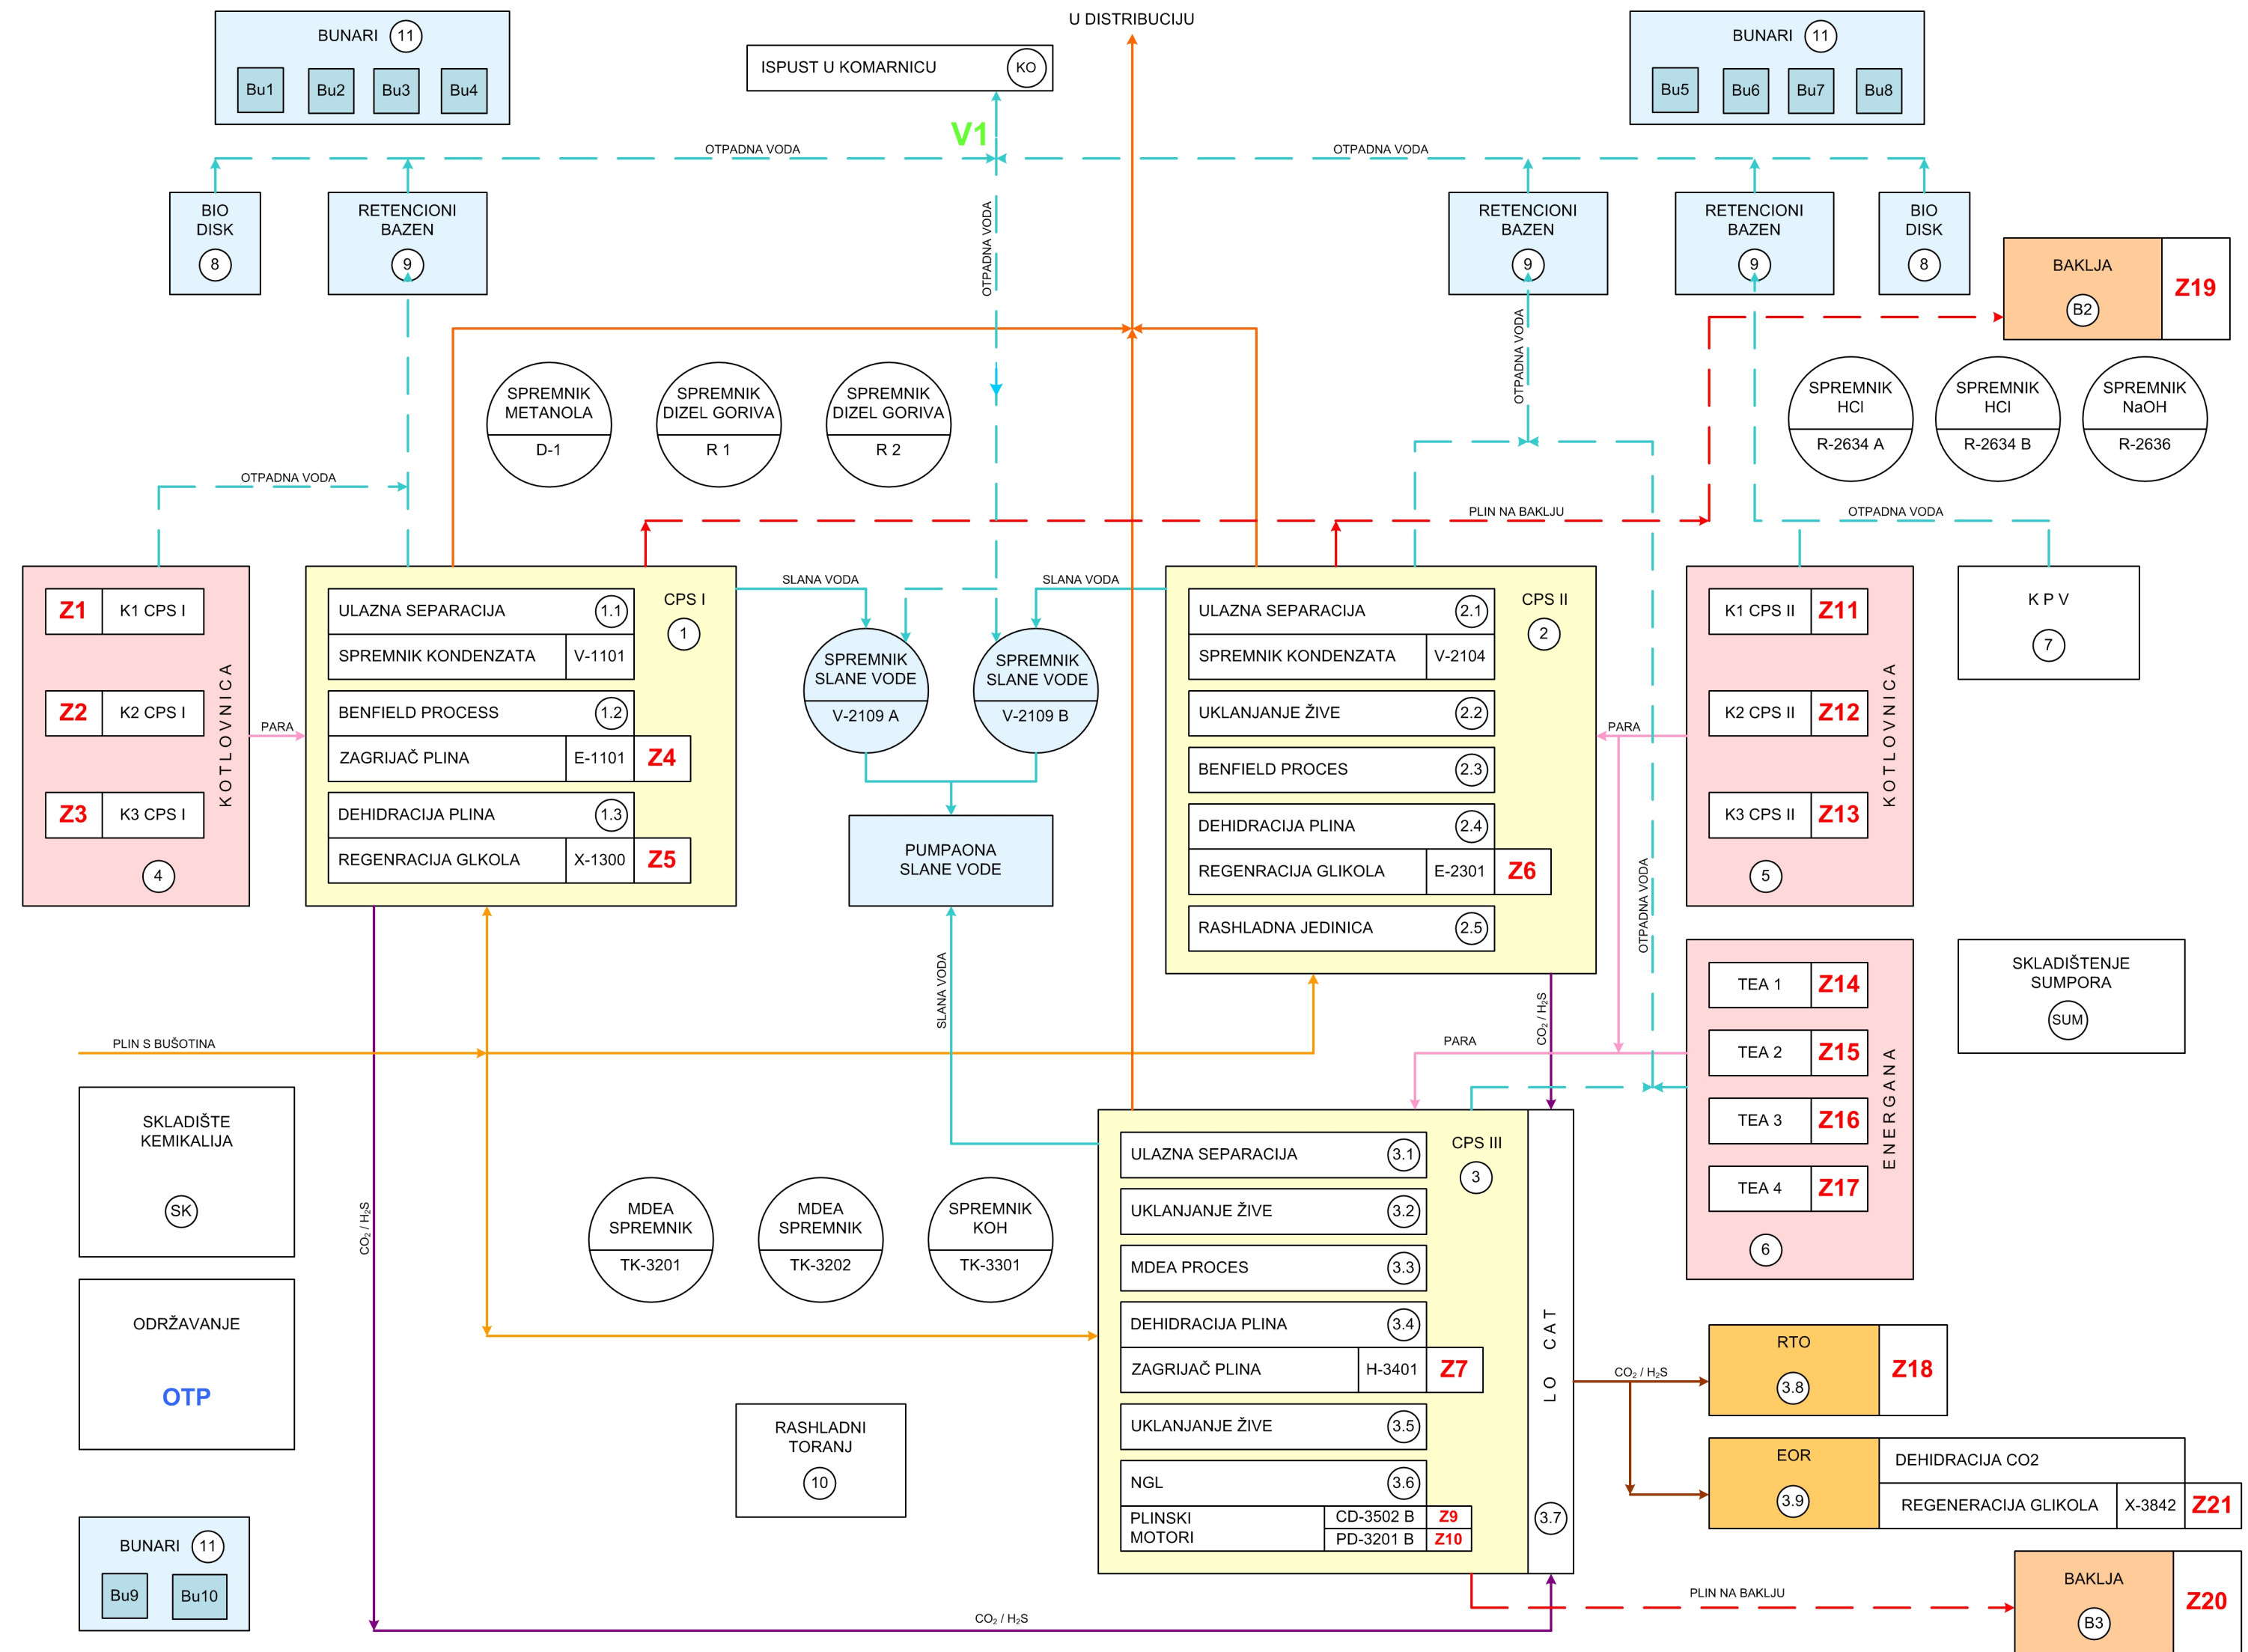 U DISTRIBUCIJU
BUNARI 11
Bu1 Bu2 Bu3 Bu4
ISPUST U KOMARNICU KO
BUNARI 11
Bu5 Bu6 Bu7 Bu8
V1
OTPADNA VODA
OTPADNA VODA
BIO
DISK
8
RETENCIONI
BAZEN
9
OTPADNA VODA
RETENCIONI
BAZEN
9
RETENCIONI
BAZEN
9
BIO
DISK
8
BAKLJA
B2
Z19
OTPADNA VODA
SPREMNIK
METANOLA
D-1
SPREMNIK
DIZEL GORIVA
R 1
SPREMNIK
DIZEL GORIVA
R 2
SPREMNIK
HCl
R-2634 A
SPREMNIK
HCl
R-2634 B
SPREMNIK
NaOH
R-2636
OTPADNA VODA
PLIN NA BAKLJU
OTPADNA VODA
Z1 K1 CPS I
Z2 K2 CPS I
Z3 K3 CPS I
KOTLOVNICA
4
PARA
CPS I
1
ULAZNA SEPARACIJA 1.1
SPREMNIK KONDENZATA V-1101
BENFIELD PROCESS 1.2
ZAGRIJAČ PLINA E-1101 Z4
DEHIDRACIJA PLINA 1.3
REGENRACIJA GLKOLA X-1300 Z5
SLANA VODA
SLANA VODA
SPREMNIK
SLANE VODE
V-2109 A
SPREMNIK
SLANE VODE
V-2109 B
PUMPAONA
SLANE VODE
CPS II
2
ULAZNA SEPARACIJA 2.1
SPREMNIK KONDENZATA V-2104
UKLANJANJE ŽIVE 2.2
BENFIELD PROCES 2.3
DEHIDRACIJA PLINA 2.4
REGENRACIJA GLIKOLA E-2301 Z6
RASHLADNA JEDINICA 2.5
PARA
K1 CPS II Z11
K2 CPS II Z12
K3 CPS II Z13
KOTLOVNICA
5
K P V
7
OTPADNA VODA
SLANA VODA
CO₂ / H₂S
PARA
TEA 1 Z14
TEA 2 Z15
TEA 3 Z16
TEA 4 Z17
ENERGANA
6
SKLADIŠTENJE
SUMPORA
SUM
PLIN S BUŠOTINA
SKLADIŠTE
KEMIKALIJA
SK
CO₂ / H₂S
MDEA
SPREMNIK
TK-3201
MDEA
SPREMNIK
TK-3202
SPREMNIK
KOH
TK-3301
CPS III
3
ULAZNA SEPARACIJA 3.1
UKLANJANJE ŽIVE 3.2
MDEA PROCES 3.3
DEHIDRACIJA PLINA 3.4
ZAGRIJAČ PLINA H-3401 Z7
UKLANJANJE ŽIVE 3.5
NGL 3.6
PLINSKI
MOTORI
CD-3502 B Z9
PD-3201 B Z10
LO CAT
3.7
ODRŽAVANJE
OTP
RASHLADNI
TORANJ
10
CO₂ / H₂S
RTO
3.8
Z18
EOR
3.9
DEHIDRACIJA CO2
REGENERACIJA GLIKOLA X-3842 Z21
BUNARI 11
Bu9 Bu10
CO₂ / H₂S
PLIN NA BAKLJU
BAKLJA
B3
Z20